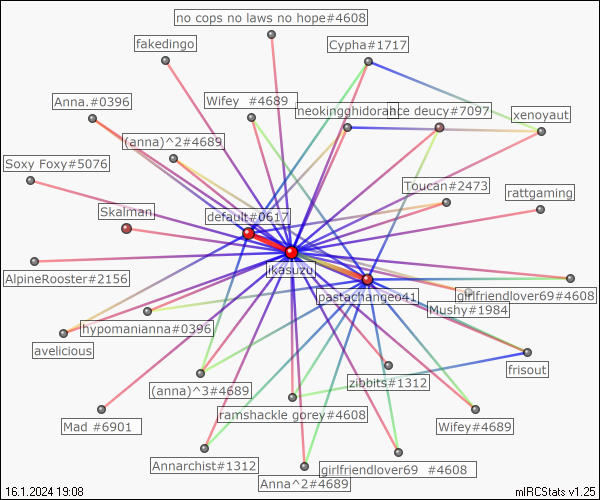 no cops no laws no hope#4608
fakedingo
Cypha#1717
Anna.#0396
Wifey  #4689
neokingghidorah
ce deucy#7097
xenoyaut
(anna)^2#4689
Soxy Foxy#5076
Toucan#2473
rattgaming
Skalman
default#0617
ikasuzu
AlpineRooster#2156
pastachangeo41
girlfriendlover69#4608
Mushy#1984
hypomanianna#0396
avelicious
frisout
zibbits#1312
(anna)^3#4689
ramshackle gorey#4608
Mad #6901
Wifey#4689
Annarchist#1312
girlfriendlover69  #4608
Anna^2#4689
16.1.2024 19:08
mIRCStats v1.25